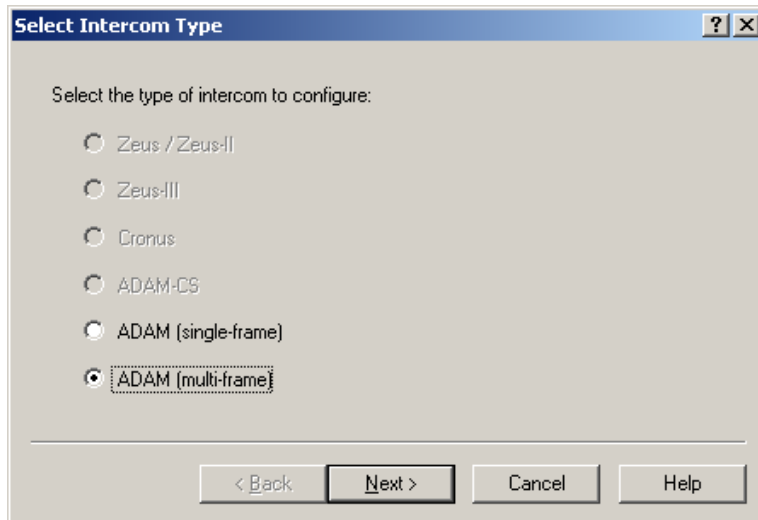 Select Intercom Type
Select the type of intercom to configure:
Zeus / Zeus-II
Zeus-III
Cronus
ADAM-CS
ADAM (single-frame)
ADAM (multi-frame)
< Back Next > Cancel Help